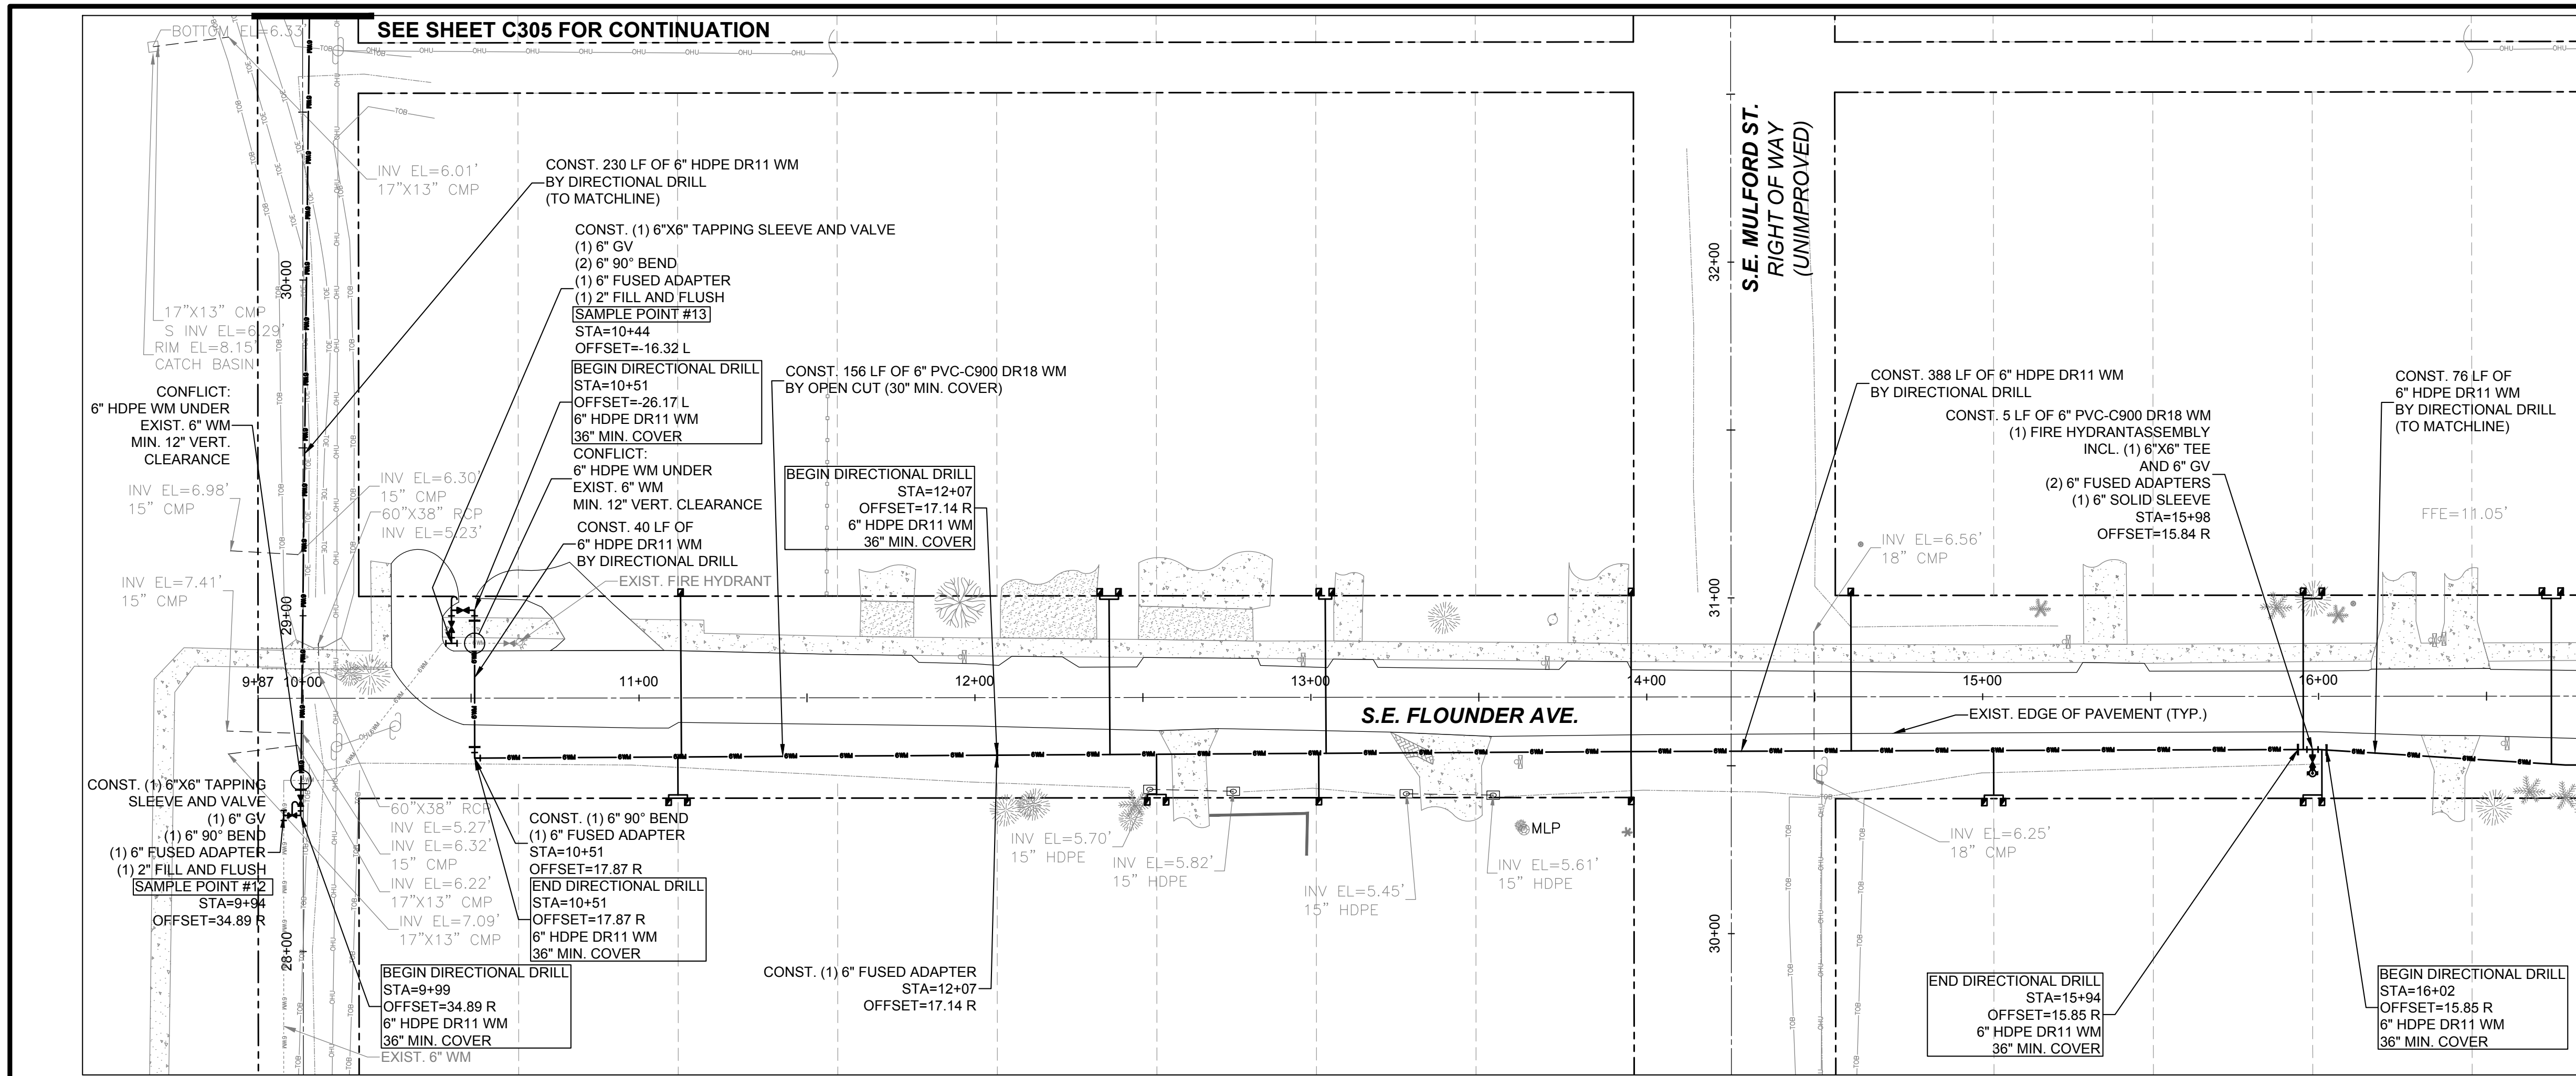 SEE SHEET C305 FOR CONTINUATION
BOTTOM EL=6.33'
INV EL=6.01'
17"X13" CMP
30+00
17"X13" CMP
S INV EL=6.29'
RIM EL=8.15'
CATCH BASIN
CONFLICT:
6" HDPE WM UNDER
EXIST. 6" WM
MIN. 12" VERT.
CLEARANCE
INV EL=6.98'
15" CMP
INV EL=6.30'
15" CMP
60"X38" RCP
INV EL=5.23'
INV EL=7.41'
15" CMP
29+00
CONST. 230 LF OF 6" HDPE DR11 WM
BY DIRECTIONAL DRILL
(TO MATCHLINE)
CONST. (1) 6"X6" TAPPING SLEEVE AND VALVE
(1) 6" GV
(2) 6" 90° BEND
(1) 6" FUSED ADAPTER
(1) 2" FILL AND FLUSH
SAMPLE POINT #13
STA=10+44
OFFSET=-16.32 L
BEGIN DIRECTIONAL DRILL
STA=10+51
OFFSET=-26.17 L
6" HDPE DR11 WM
36" MIN. COVER
CONFLICT:
6" HDPE WM UNDER
EXIST. 6" WM
MIN. 12" VERT. CLEARANCE
CONST. 40 LF OF
6" HDPE DR11 WM
BY DIRECTIONAL DRILL
EXIST. FIRE HYDRANT
CONST. 156 LF OF 6" PVC-C900 DR18 WM
BY OPEN CUT (30" MIN. COVER)
BEGIN DIRECTIONAL DRILL
STA=12+07
OFFSET=17.14 R
6" HDPE DR11 WM
36" MIN. COVER
S.E. MULFORD ST.
RIGHT OF WAY
(UNIMPROVED)
32+00
31+00
30+00
CONST. 388 LF OF 6" HDPE DR11 WM
BY DIRECTIONAL DRILL
CONST. 5 LF OF 6" PVC-C900 DR18 WM
(1) FIRE HYDRANTASSEMBLY
INCL. (1) 6"X6" TEE
AND 6" GV
(2) 6" FUSED ADAPTERS
(1) 6" SOLID SLEEVE
STA=15+98
OFFSET=15.84 R
CONST. 76 LF OF
6" HDPE DR11 WM
BY DIRECTIONAL DRILL
(TO MATCHLINE)
FFE=11.05'
INV EL=6.56'
18" CMP
9+87 10+00
11+00
12+00
13+00
14+00
15+00
16+00
S.E. FLOUNDER AVE.
EXIST. EDGE OF PAVEMENT (TYP.)
CONST. (1) 6"X6" TAPPING
SLEEVE AND VALVE
(1) 6" GV
(1) 6" 90° BEND
(1) 6" FUSED ADAPTER
(1) 2" FILL AND FLUSH
SAMPLE POINT #12
STA=9+94
OFFSET=34.89 R
28+00
60"X38" RCP
INV EL=5.27'
INV EL=6.32'
15" CMP
INV EL=6.22'
17"X13" CMP
INV EL=7.09'
17"X13" CMP
BEGIN DIRECTIONAL DRILL
STA=9+99
OFFSET=34.89 R
6" HDPE DR11 WM
36" MIN. COVER
EXIST. 6" WM
CONST. (1) 6" 90° BEND
(1) 6" FUSED ADAPTER
STA=10+51
OFFSET=17.87 R
END DIRECTIONAL DRILL
STA=10+51
OFFSET=17.87 R
6" HDPE DR11 WM
36" MIN. COVER
CONST. (1) 6" FUSED ADAPTER
STA=12+07
OFFSET=17.14 R
INV EL=5.70'
15" HDPE
INV EL=5.82'
15" HDPE
INV EL=5.45'
15" HDPE
INV EL=5.61'
15" HDPE
MLP
INV EL=6.25'
18" CMP
END DIRECTIONAL DRILL
STA=15+94
OFFSET=15.85 R
6" HDPE DR11 WM
36" MIN. COVER
BEGIN DIRECTIONAL DRILL
STA=16+02
OFFSET=15.85 R
6" HDPE DR11 WM
36" MIN. COVER